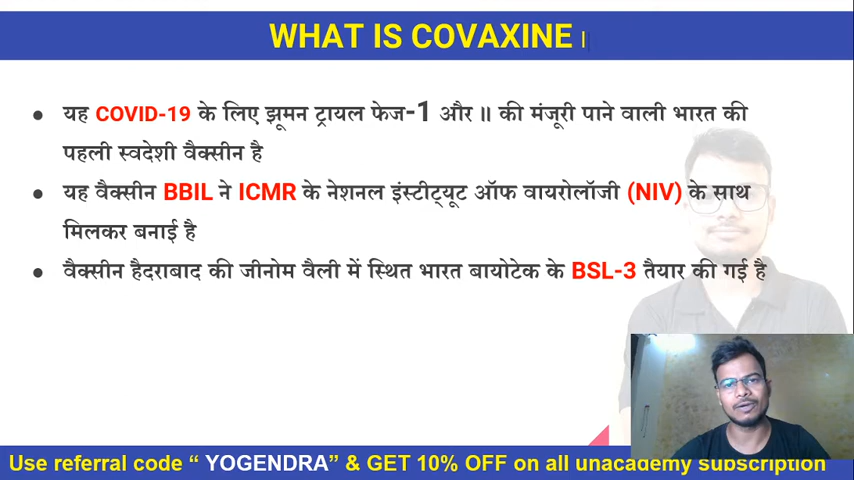 WHAT IS COVAXINE |
यह COVID-19 के लिए झूमन ट्रायल फेज-1 और ॥ की मंजूरी पाने वाली भारत की
पहली स्वदेशी वैक्सीन है
यह वैक्सीन BBIL ने ICMR के नेशनल इंस्टीट्यूट ऑफ वायरोलॉजी (NIV) के साथ
मिलकर बनाई है
वैक्सीन हैदराबाद की जीनोम वैली में स्थित भारत बायोटेक के BSL-3 तैयार की गई है
Use referral code “ YOGENDRA” & GET 10% OFF on all unacademy subscription